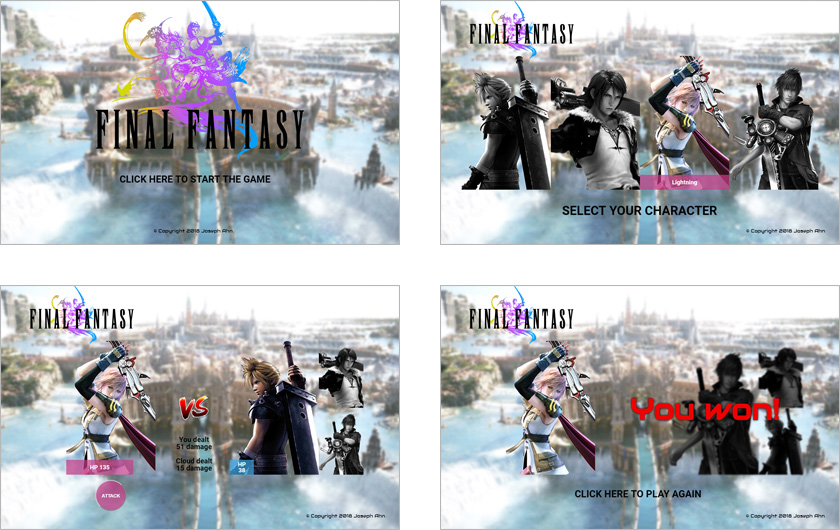 FINAL FANTASY
CLICK HERE TO START THE GAME
© Copyright 2018 Joseph Ahn
FINAL FANTASY
Lightning
SELECT YOUR CHARACTER
© Copyright 2018 Joseph Ahn
FINAL FANTASY
VS
You dealt
51 damage
Cloud dealt
15 damage
HP 135
HP
38
ATTACK
© Copyright 2018 Joseph Ahn
FINAL FANTASY
You won!
CLICK HERE TO PLAY AGAIN
© Copyright 2018 Joseph Ahn